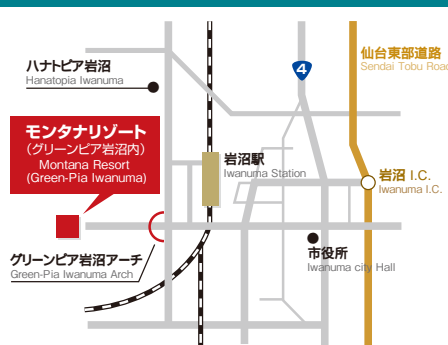 仙台東部道路
Sendai Tobu Road
ハナトピア岩沼
Hanatopia Iwanuma
4
モンタナリゾート
(グリーンピア岩沼内)
Montana Resort
(Green-Pia Iwanuma)
岩沼駅
Iwanuma Station
岩沼 I.C.
Iwanuma I.C.
グリーンピア岩沼アーチ
Green-Pia Iwanuma Arch
市役所
Iwanuma city Hall